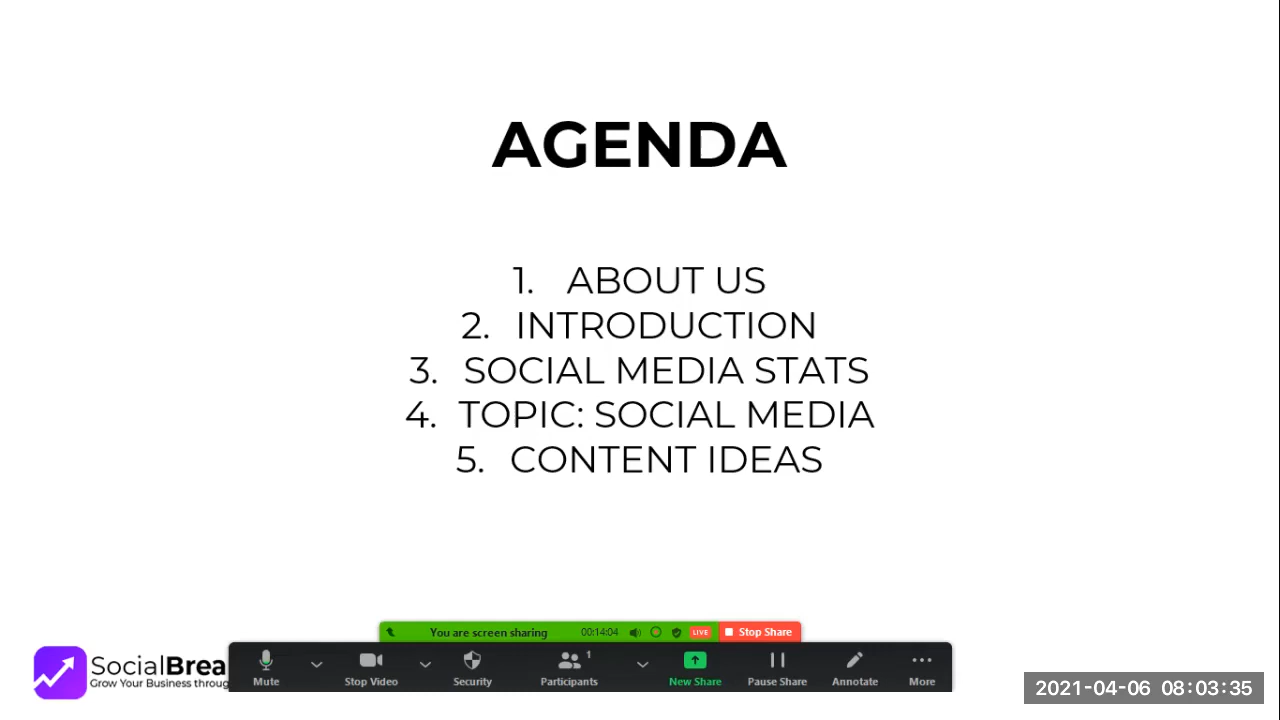 AGENDA
1. ABOUT US
2. INTRODUCTION
3. SOCIAL MEDIA STATS
4. TOPIC: SOCIAL MEDIA
5. CONTENT IDEAS
You are screen sharing 00:14:04 LIVE Stop Share
SocialBrea
Grow Your Business throug
1
Mute Stop Video Security Participants New Share Pause Share Annotate More
2021-04-06 08:03:35